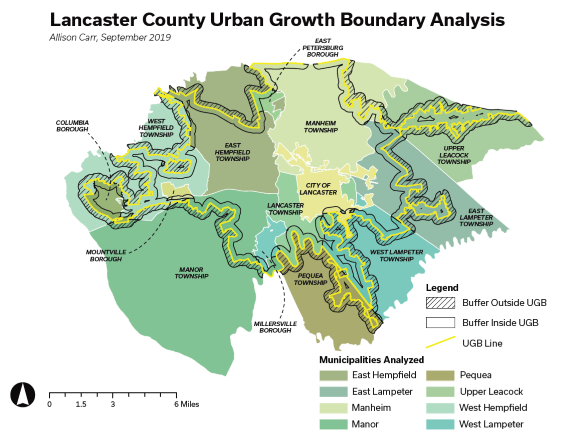 Lancaster County Urban Growth Boundary Analysis
Allison Carr, September 2019
EAST
PETERSBURG
BOROUGH
COLUMBIA
BOROUGH
WEST
HEMPFIELD
TOWNSHIP
MANHEIM
TOWNSHIP
EAST
HEMPFIELD
TOWNSHIP
UPPER
LEACOCK
TOWNSHIP
CITY OF
LANCASTER
LANCASTER
TOWNSHIP
EAST
LAMPETER
TOWNSHIP
MOUNTVILLE
BOROUGH
WEST LAMPETER
TOWNSHIP
MANOR
TOWNSHIP
PEQUEA
TOWNSHIP
MILLERSVILLE
BOROUGH
Legend
Buffer Outside UGB
Buffer Inside UGB
UGB Line
Municipalities Analyzed
East Hempfield
Pequea
East Lampeter
Upper Leacock
Manheim
West Hempfield
Manor
West Lampeter
0 1.5 3 6 Miles